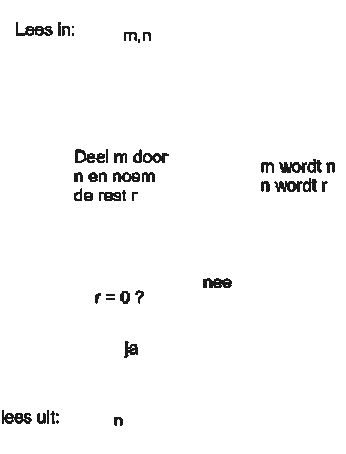 Lees in: m,n
Deel m door
n en noem
de rest r
m wordt n
n wordt r
nee
r = 0 ?
ja
lees uit: n